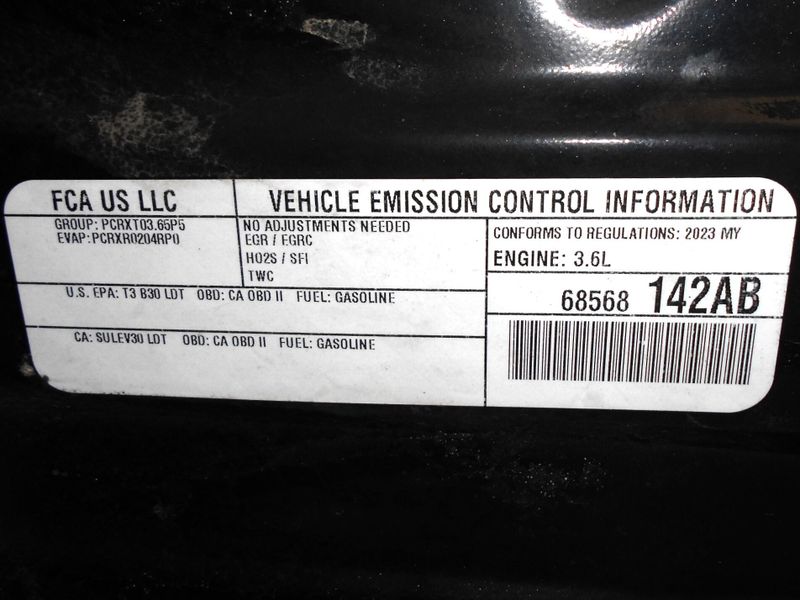 FCA US LLC
VEHICLE EMISSION CONTROL INFORMATION
GROUP: PCRXT03.65P5
EVAP: PCRXR0204RP0
NO ADJUSTMENTS NEEDED
EGR / EGRC
HO2S / SFI
TWC
CONFORMS TO REGULATIONS: 2023 MY
ENGINE: 3.6L
U.S. EPA: T3 B30 LDT OBD: CA OBD II FUEL: GASOLINE
68568 142AB
CA: SULEV30 LDT OBD: CA OBD II FUEL: GASOLINE